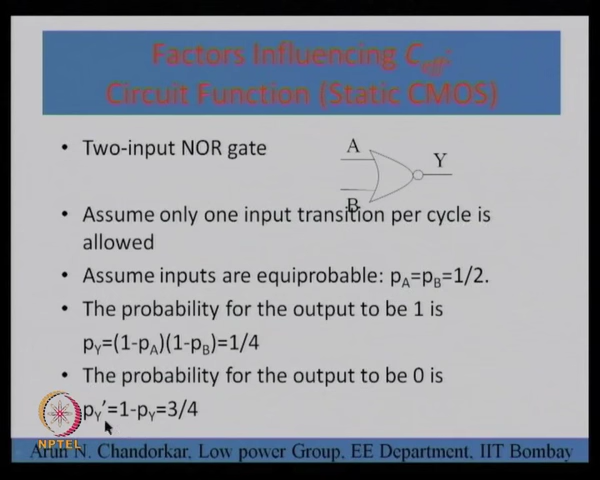 Factors Influencing Ceff:
Circuit Function (Static CMOS)
• Two-input NOR gate
A
Y
B
• Assume only one input transition per cycle is
allowed
• Assume inputs are equiprobable: pA=pB=1/2.
• The probability for the output to be 1 is
pY=(1-pA)(1-pB)=1/4
• The probability for the output to be 0 is
pY’=1-pY=3/4
NPTEL
Arun N. Chandorkar, Low power Group, EE Department, IIT Bombay